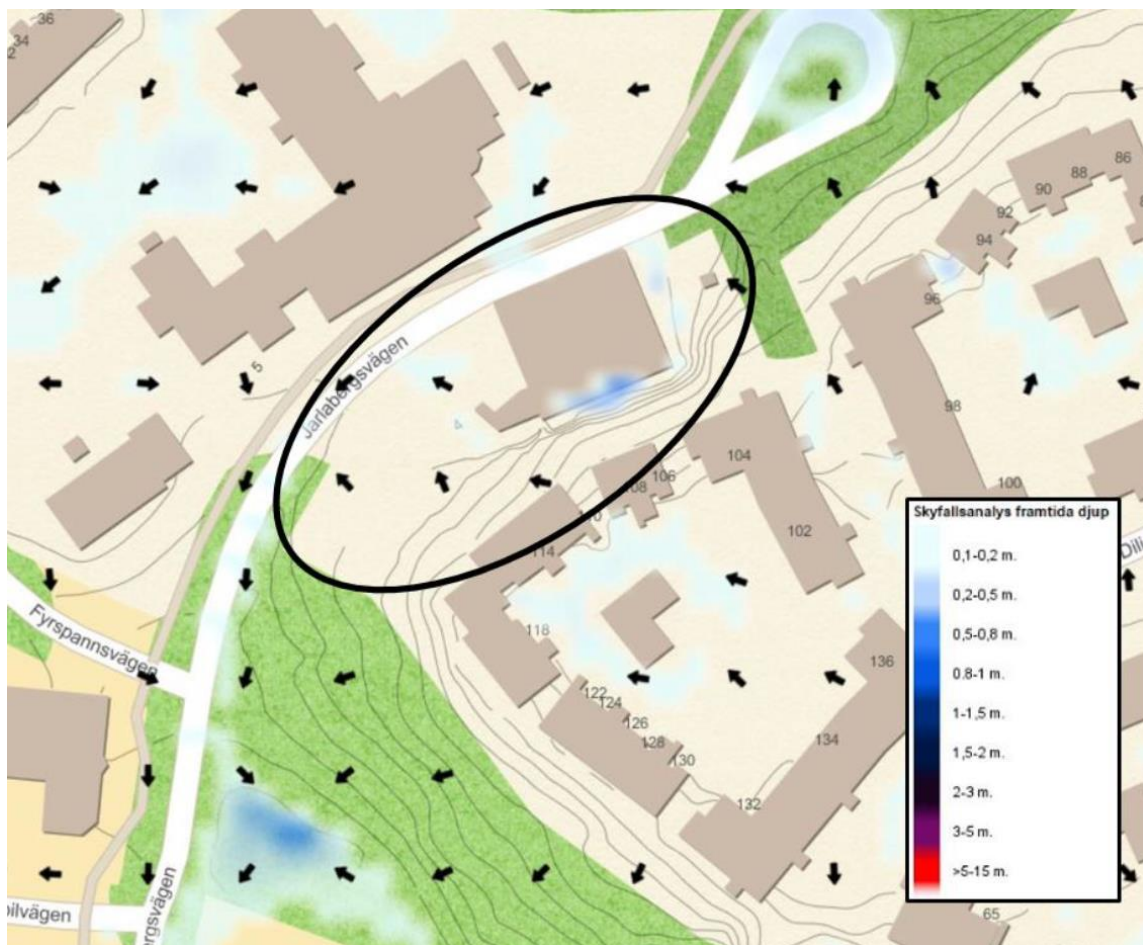 36
34
86
88
90
92
94
96
5
Jarlabergsvägen
4
98
104
106
108
100
102
114
118
Fyrspannsvägen
136
122
124
126
128
130
134
132
65
Skyfallsanalys framtida djup
0,1-0,2 m.
0,2-0,5 m.
0,5-0,8 m.
0.8-1 m.
1-1,5 m.
1,5-2 m.
2-3 m.
3-5 m.
>5-15 m.